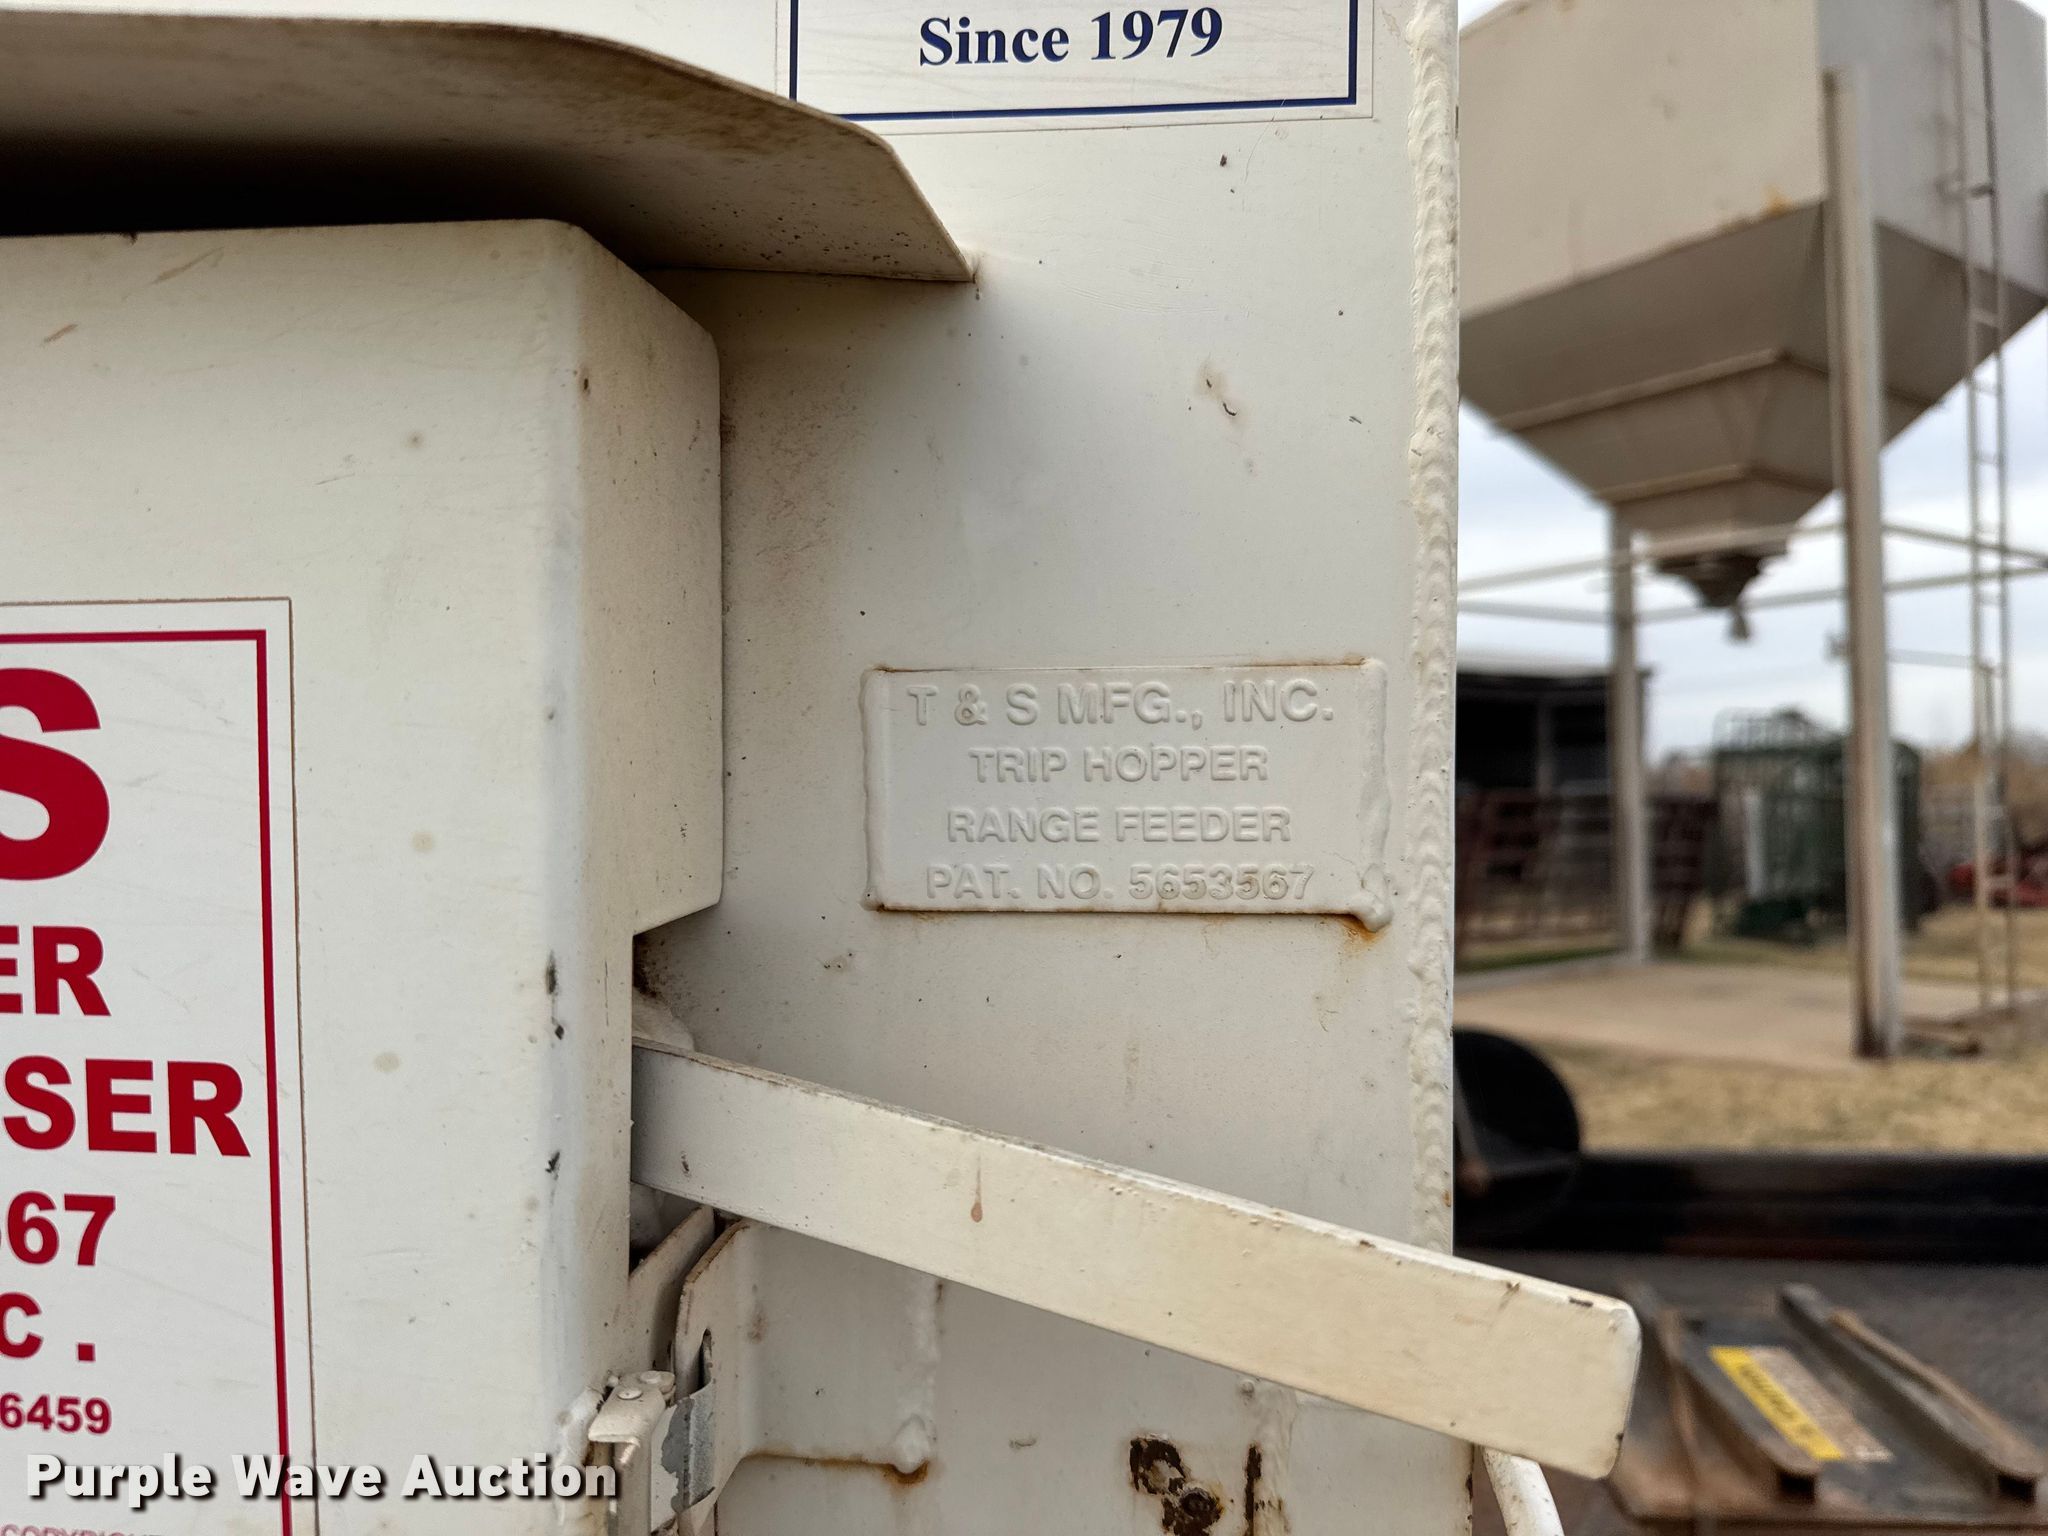 Since 1979
T & S MFG., INC.
TRIP HOPPER
RANGE FEEDER
PAT. NO. 5653567
S
ER
SER
67
C.
6459
Purple Wave Auction